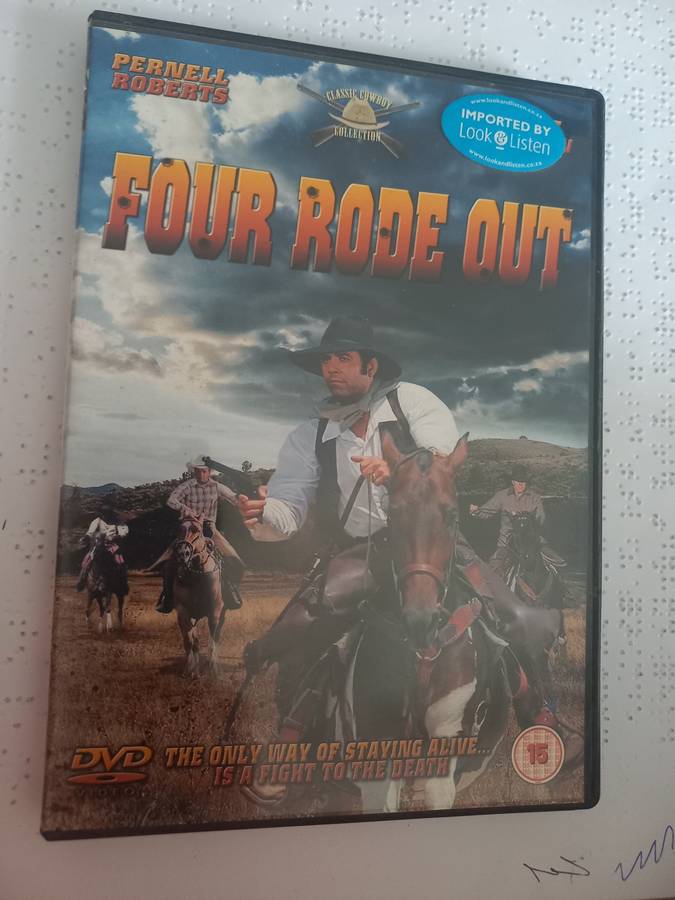 PERNELL
ROBERTS
CLASSIC COWBOY
COLLECTION
www.lookandlisten.co.za
IMPORTED BY
Look & Listen
www.lookandlisten.co.za
FOUR RODE OUT
DVD
VIDEO
THE ONLY WAY OF STAYING ALIVE...
IS A FIGHT TO THE DEATH
15